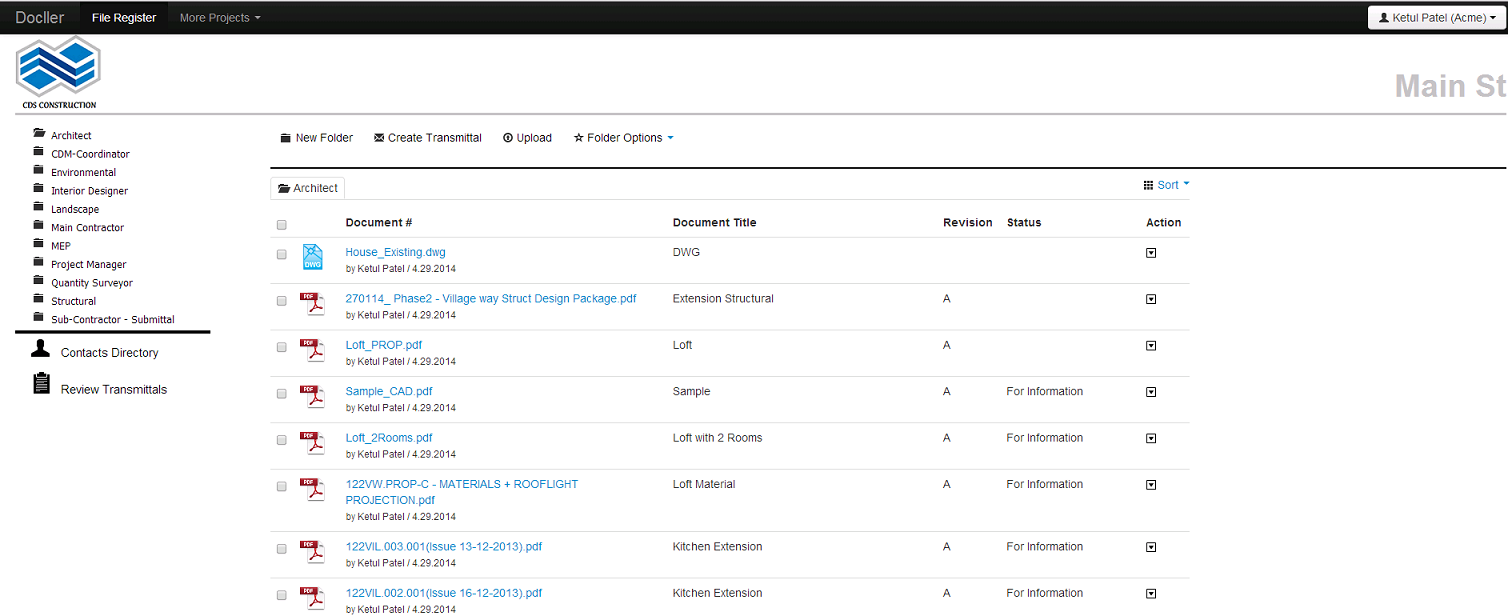 Docller File Register More Projects Ketul Patel (Acme)
CDS CONSTRUCTION
Main St
Architect
CDM-Coordinator
Environmental
Interior Designer
Landscape
Main Contractor
MEP
Project Manager
Quantity Surveyor
Structural
Sub-Contractor - Submittal
Contacts Directory
Review Transmittals
New Folder Create Transmittal Upload Folder Options
Architect Sort
Document # Document Title Revision Status Action
DWG
House_Existing.dwg DWG
by Ketul Patel / 4.29.2014
PDF
270114_ Phase2 - Village way Struct Design Package.pdf Extension Structural A
by Ketul Patel / 4.29.2014
PDF
Loft_PROP.pdf Loft A
by Ketul Patel / 4.29.2014
PDF
Sample_CAD.pdf Sample A For Information
by Ketul Patel / 4.29.2014
PDF
Loft_2Rooms.pdf Loft with 2 Rooms A For Information
by Ketul Patel / 4.29.2014
PDF
122VW.PROP-C - MATERIALS + ROOFLIGHT Loft Material A For Information
PROJECTION.pdf
by Ketul Patel / 4.29.2014
PDF
122VIL.003.001(Issue 13-12-2013).pdf Kitchen Extension A For Information
by Ketul Patel / 4.29.2014
PDF
122VIL.002.001(Issue 16-12-2013).pdf Kitchen Extension A For Information
by Ketul Patel / 4.29.2014